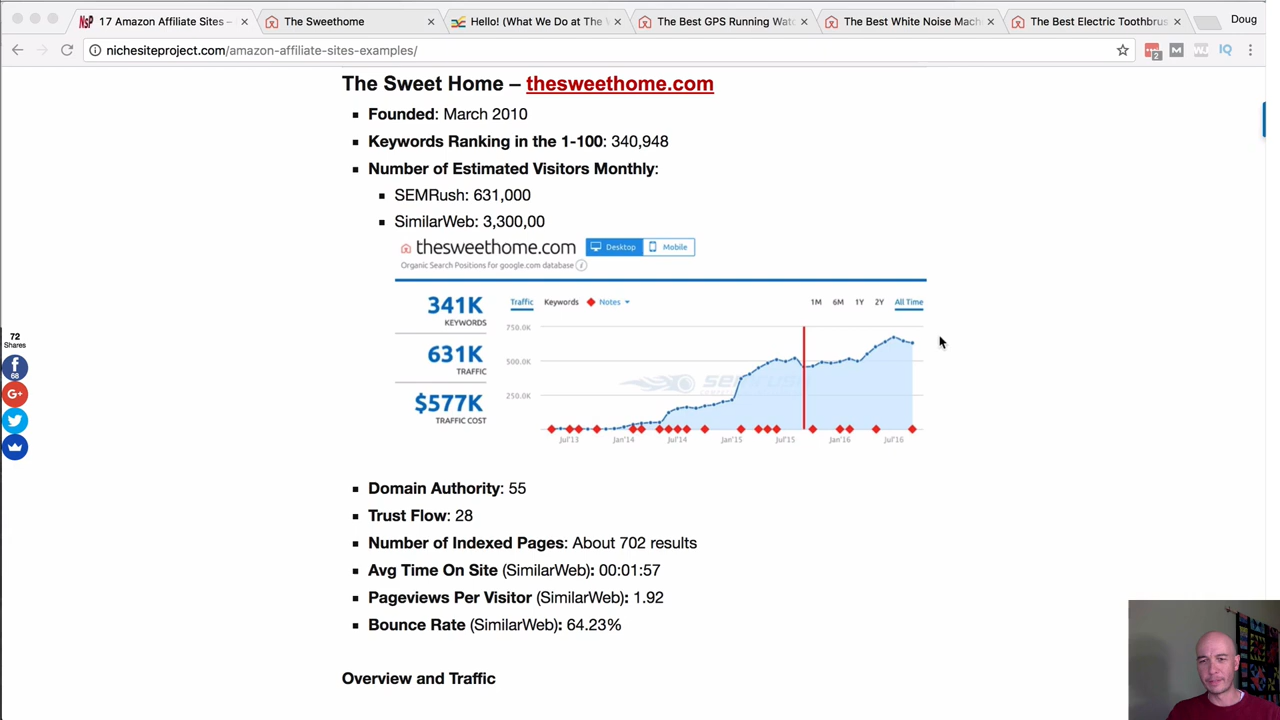 17 Amazon Affiliate Sites –
The Sweethome
Hello! (What We Do at The
The Best GPS Running Wat
The Best White Noise Mach
The Best Electric Toothbrus
Doug
nichesiteproject.com/amazon-affiliate-sites-examples/
2
M
IQ
The Sweet Home – thesweethome.com
Founded: March 2010
Keywords Ranking in the 1-100: 340,948
Number of Estimated Visitors Monthly:
SEMRush: 631,000
SimilarWeb: 3,300,00
thesweethome.com Desktop Mobile
Organic Search Positions for google.com database i
341K
KEYWORDS
631K
TRAFFIC
$577K
TRAFFIC COST
Traffic Keywords Notes 1M 6M 1Y 2Y All Time
750.0K
500.0K
250.0K
semrush
Jul'13 Jan'14 Jul'14 Jan'15 Jul'15 Jan'16 Jul'16
72
Shares
f
68
G+
Domain Authority: 55
Trust Flow: 28
Number of Indexed Pages: About 702 results
Avg Time On Site (SimilarWeb): 00:01:57
Pageviews Per Visitor (SimilarWeb): 1.92
Bounce Rate (SimilarWeb): 64.23%
Overview and Traffic